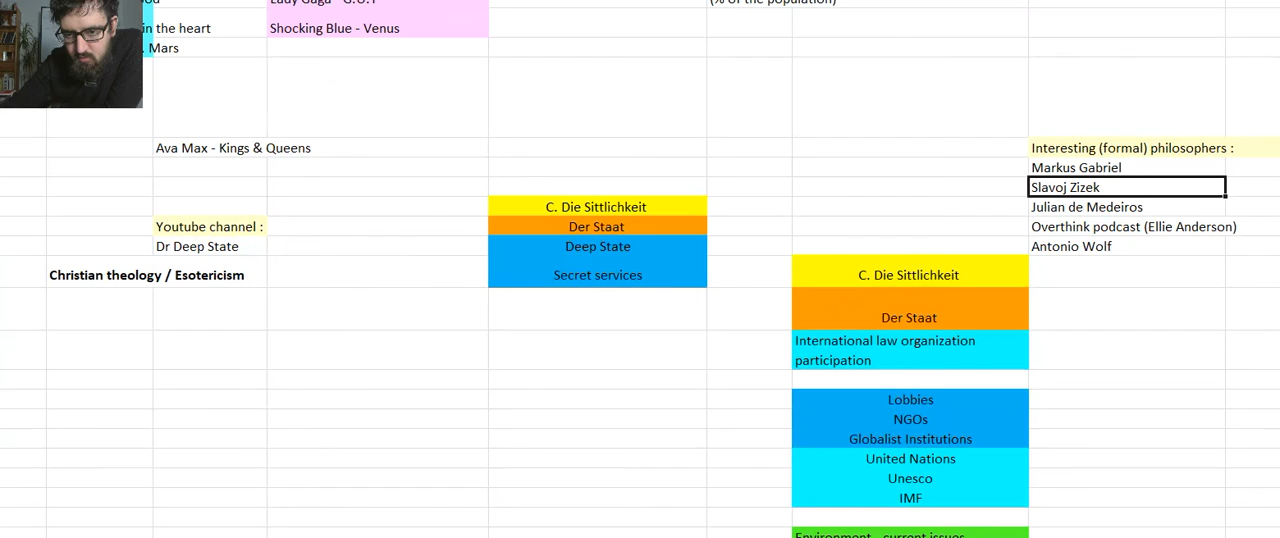 Lady Gaga - G.U.Y
(% of the population)
in the heart
Shocking Blue - Venus
. Mars
Ava Max - Kings & Queens
Interesting (formal) philosophers :
Markus Gabriel
Slavoj Zizek
C. Die Sittlichkeit
Julian de Medeiros
Youtube channel :
Der Staat
Overthink podcast (Ellie Anderson)
Dr Deep State
Deep State
Antonio Wolf
Christian theology / Esotericism
Secret services
C. Die Sittlichkeit
Der Staat
International law organization
participation
Lobbies
NGOs
Globalist Institutions
United Nations
Unesco
IMF
Environment - current issues